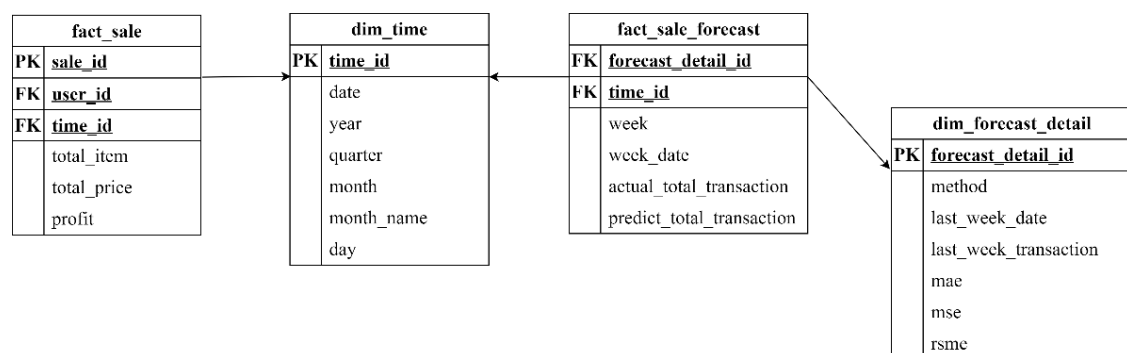 fact_sale
PK sale_id
FK user_id
FK time_id
total_item
total_price
profit
dim_time
PK time_id
date
year
quarter
month
month_name
day
fact_sale_forecast
FK forecast_detail_id
FK time_id
week
week_date
actual_total_transaction
predict_total_transaction
dim_forecast_detail
PK forecast_detail_id
method
last_week_date
last_week_transaction
mae
mse
rsme